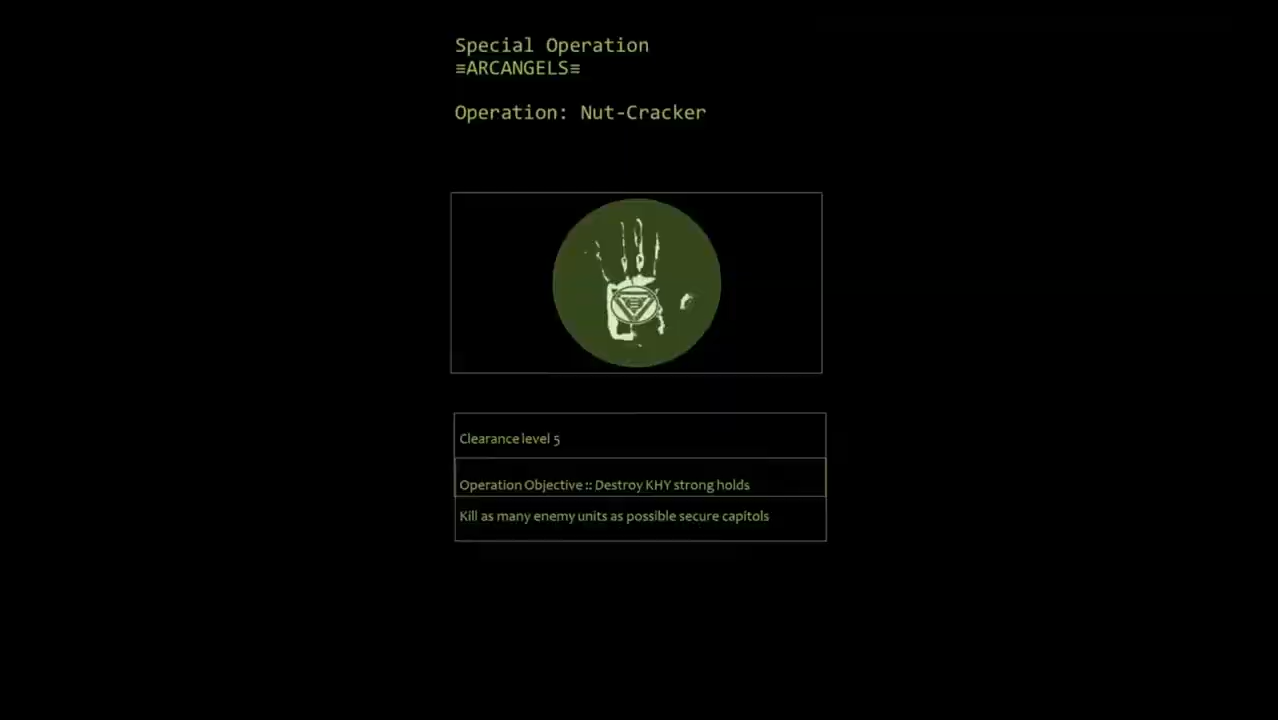 Special Operation
≡ARCANGELS≡
Operation: Nut-Cracker
Clearance level 5
Operation Objective :: Destroy KHY strong holds
Kill as many enemy units as possible secure capitols